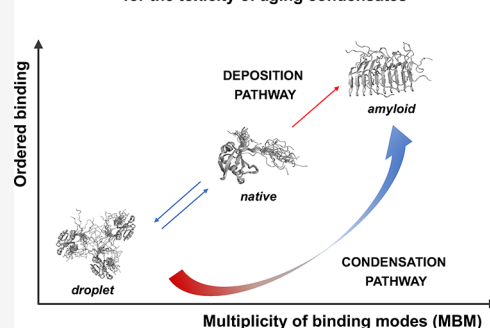 for the toxicity of aging condensates
DEPOSITION
PATHWAY
amyloid
Ordered binding
native
CONDENSATION
PATHWAY
droplet
Multiplicity of binding modes (MBM)